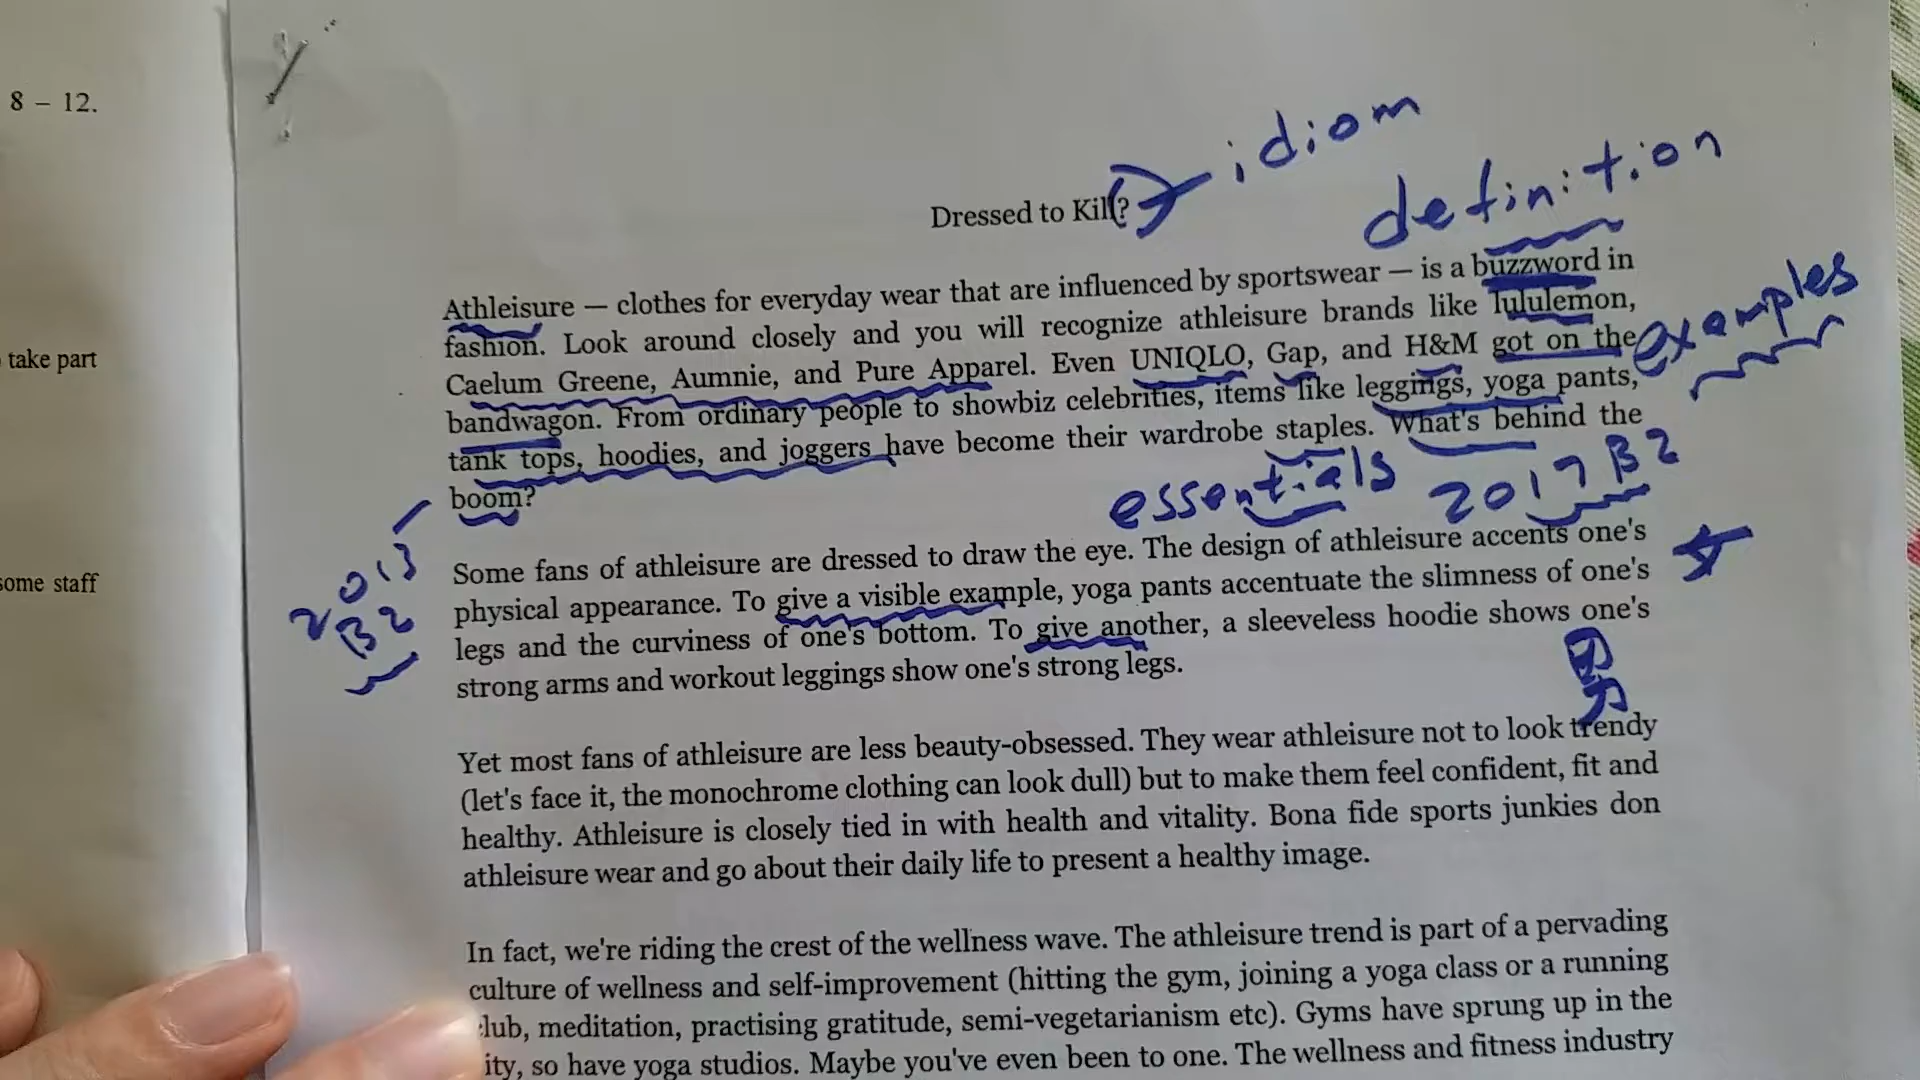 8 – 12.
take part
some staff
idiom
definition
Dressed to Kill?
Athleisure — clothes for everyday wear that are influenced by sportswear — is a buzzword in
fashion. Look around closely and you will recognize athleisure brands like lululemon,
examples
Caelum Greene, Aumnie, and Pure Apparel. Even UNIQLO, Gap, and H&M got on the
bandwagon. From ordinary people to showbiz celebrities, items like leggings, yoga pants,
tank tops, hoodies, and joggers have become their wardrobe staples. What's behind the
boom?
essentials
2017 B2
2013
B2
Some fans of athleisure are dressed to draw the eye. The design of athleisure accents one's
physical appearance. To give a visible example, yoga pants accentuate the slimness of one's
legs and the curviness of one's bottom. To give another, a sleeveless hoodie shows one's
strong arms and workout leggings show one's strong legs.
Yet most fans of athleisure are less beauty-obsessed. They wear athleisure not to look trendy
(let's face it, the monochrome clothing can look dull) but to make them feel confident, fit and
healthy. Athleisure is closely tied in with health and vitality. Bona fide sports junkies don
athleisure wear and go about their daily life to present a healthy image.
In fact, we're riding the crest of the wellness wave. The athleisure trend is part of a pervading
culture of wellness and self-improvement (hitting the gym, joining a yoga class or a running
club, meditation, practising gratitude, semi-vegetarianism etc). Gyms have sprung up in the
ity, so have yoga studios. Maybe you've even been to one. The wellness and fitness industry